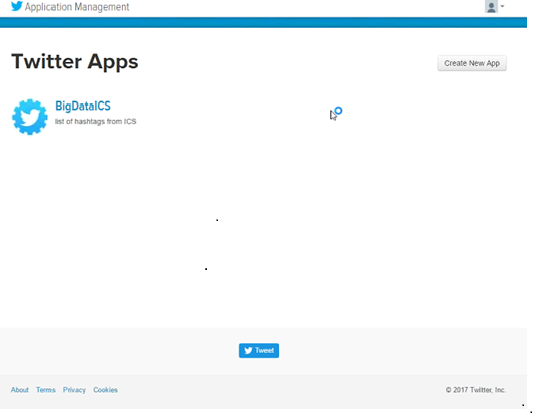 Application Management
Twitter Apps
Create New App
BigDataICS
list of hashtags from ICS
Tweet
About Terms Privacy Cookies
© 2017 Twitter, Inc.